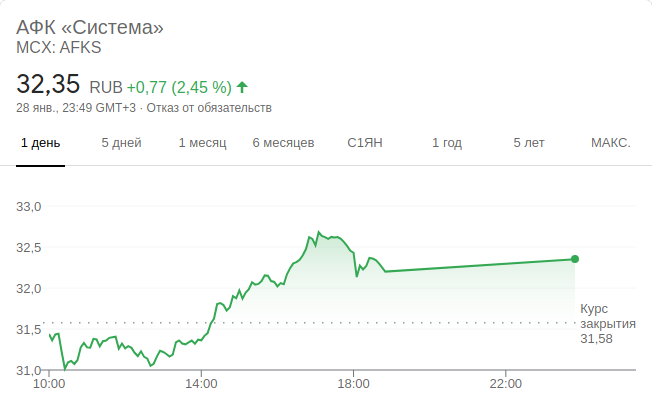 АФК «Система»
MCX: AFKS
32,35 RUB +0,77 (2,45 %)
28 янв., 23:49 GMT+3 · Отказ от обязательств
1 день 5 дней 1 месяц 6 месяцев С1ЯН 1 год 5 лет МАКС.
33,0
32,5
32,0
31,5
31,0
Курс
закрытия
31,58
10:00 14:00 18:00 22:00